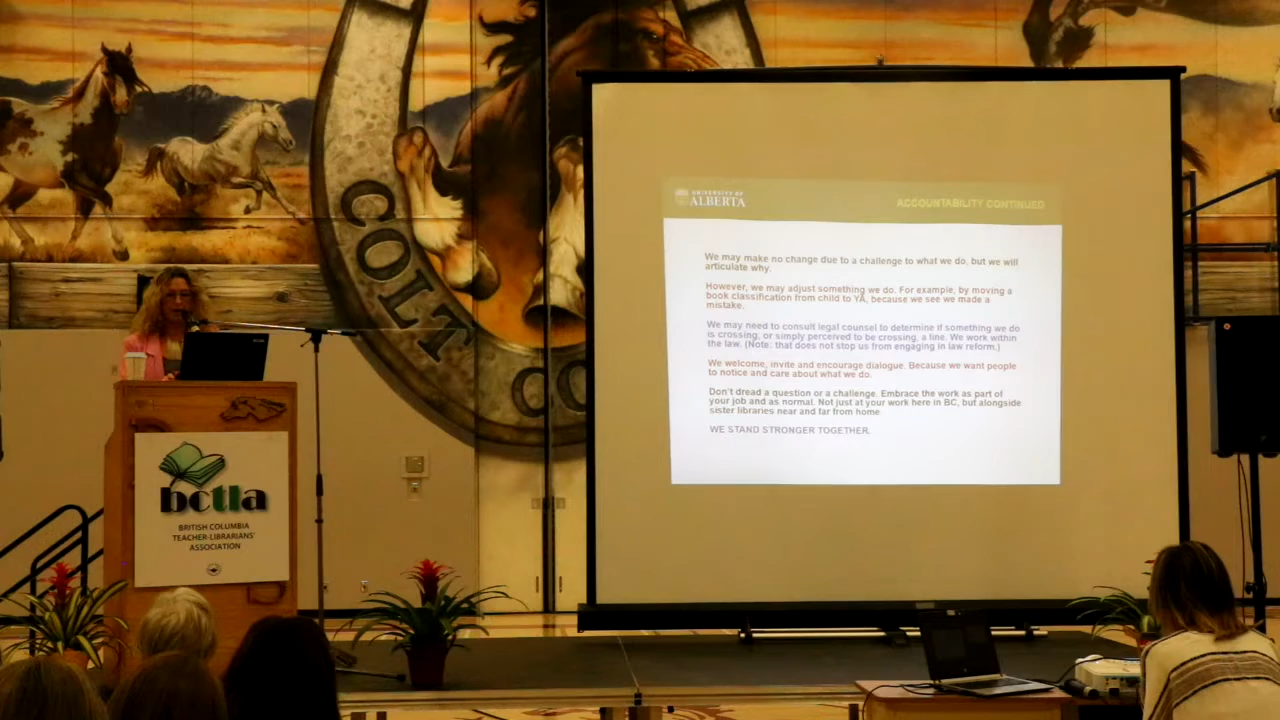 COLT
CO
UNIVERSITY OF
ALBERTA
ACCOUNTABILITY CONTINUED
We may make no change due to a challenge to what we do, but we will
articulate why.
However, we may adjust something we do. For example, by moving a
book classification from child to YA, because we see we made a
mistake.
We may need to consult legal counsel to determine if something we do
is crossing, or simply perceived to be crossing, a line. We work within
the law. (Note: that does not stop us from engaging in law reform.)
We welcome, invite and encourage dialogue. Because we want people
to notice and care about what we do.
Don't dread a question or a challenge. Embrace the work as part of
your job and as normal. Not just at your work here in BC, but alongside
sister libraries near and far from home.
WE STAND STRONGER TOGETHER.
bctla
BRITISH COLUMBIA
TEACHER-LIBRARIANS'
ASSOCIATION